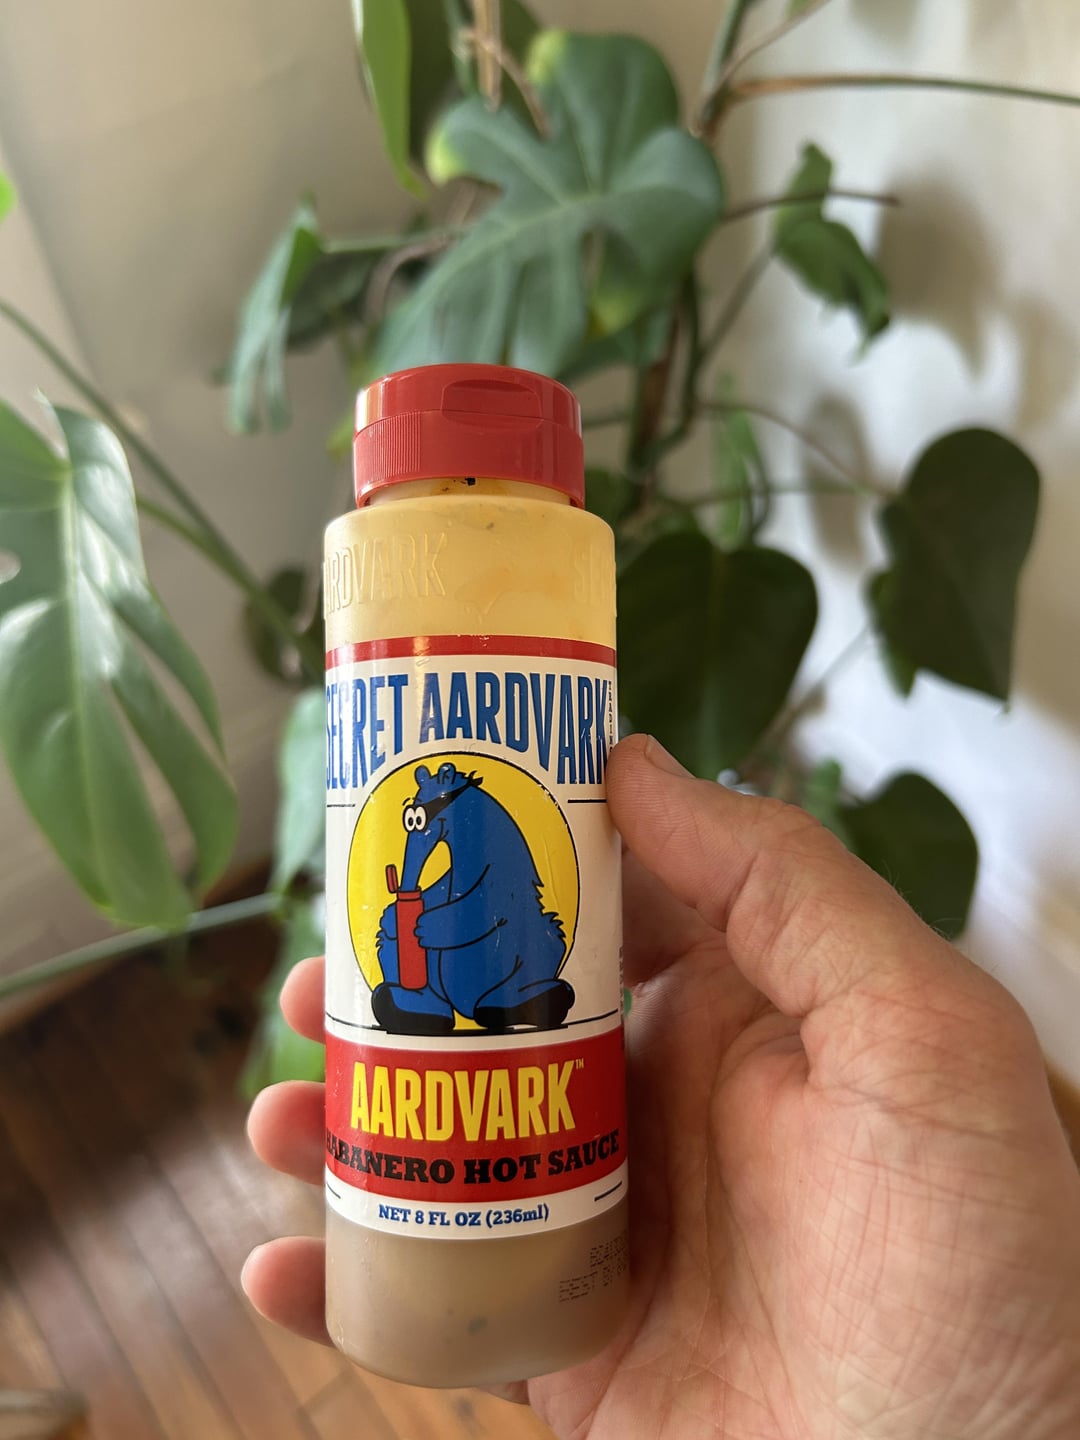 AARDVARK
SECRET AARDVARK
AARDVARK™
HABANERO HOT SAUCE
NET 8 FL OZ (236ml)